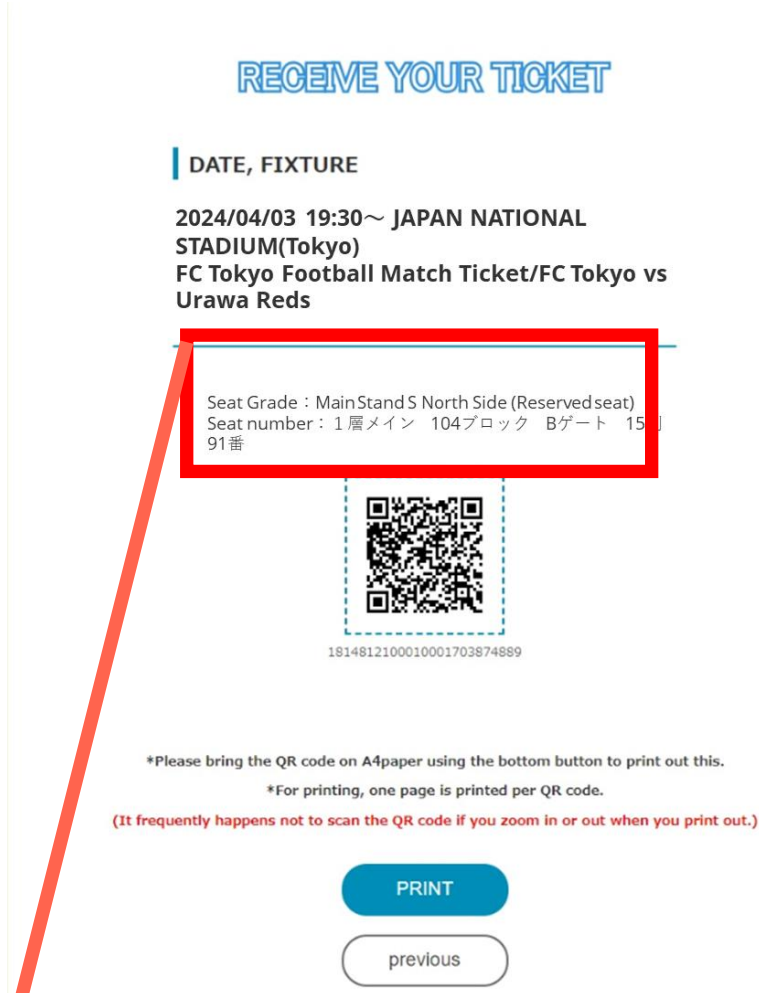 RECEIVE YOUR TICKET
DATE, FIXTURE
2024/04/03 19:30～ JAPAN NATIONAL
STADIUM(Tokyo)
FC Tokyo Football Match Ticket/FC Tokyo vs
Urawa Reds
Seat Grade：Main Stand S North Side (Reserved seat)
Seat number：１層メイン　104ブロック　Bゲート　15
91番
1814812100010001703874889
*Please bring the QR code on A4paper using the bottom button to print out this.
*For printing, one page is printed per QR code.
(It frequently happens not to scan the QR code if you zoom in or out when you print out.)
PRINT
previous